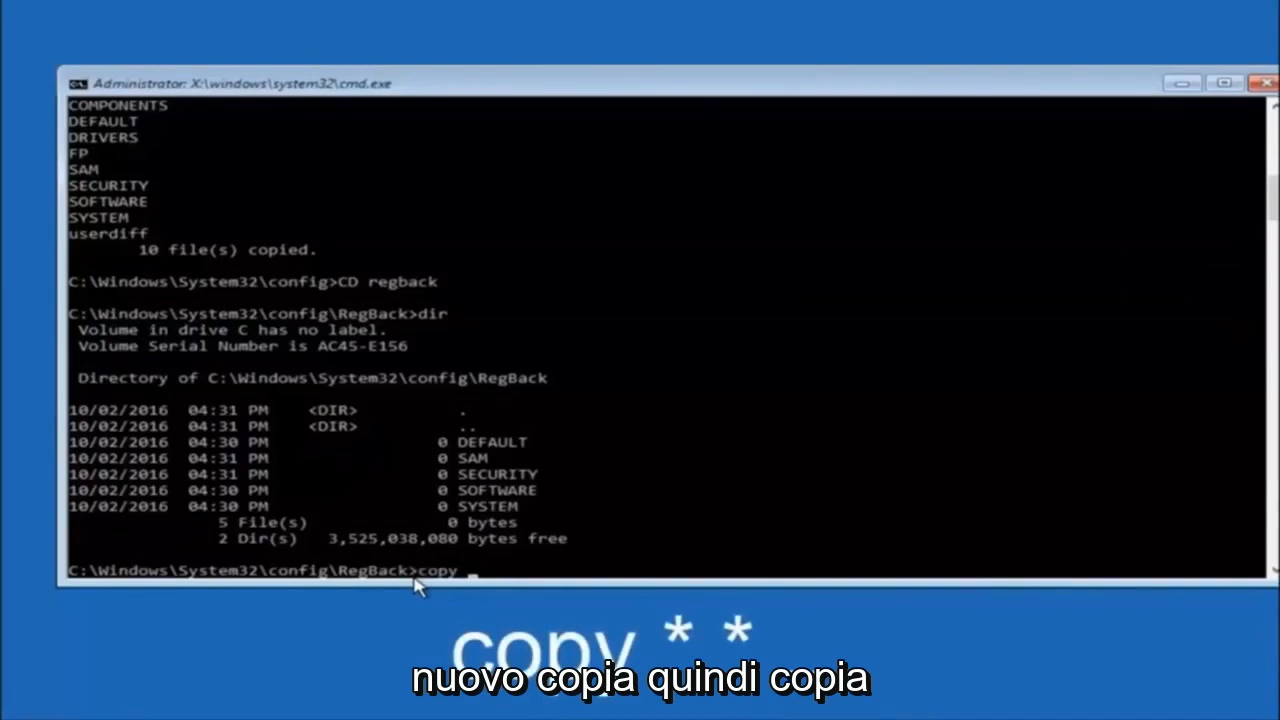 Administrator: X:\windows\system32\cmd.exe
COMPONENTS
DEFAULT
DRIVERS
FP
SAM
SECURITY
SOFTWARE
SYSTEM
userdiff
10 file(s) copied.
C:\Windows\System32\config>CD regback
C:\Windows\System32\config\RegBack>dir
Volume in drive C has no label.
Volume Serial Number is AC45-E156
Directory of C:\Windows\System32\config\RegBack
10/02/2016 04:31 PM <DIR> .
10/02/2016 04:31 PM <DIR> ..
10/02/2016 04:30 PM 0 DEFAULT
10/02/2016 04:31 PM 0 SAM
10/02/2016 04:31 PM 0 SECURITY
10/02/2016 04:30 PM 0 SOFTWARE
10/02/2016 04:30 PM 0 SYSTEM
5 File(s) 0 bytes
2 Dir(s) 3,525,038,080 bytes free
C:\Windows\System32\config\RegBack>copy _
copy * *
nuovo copia quindi copia